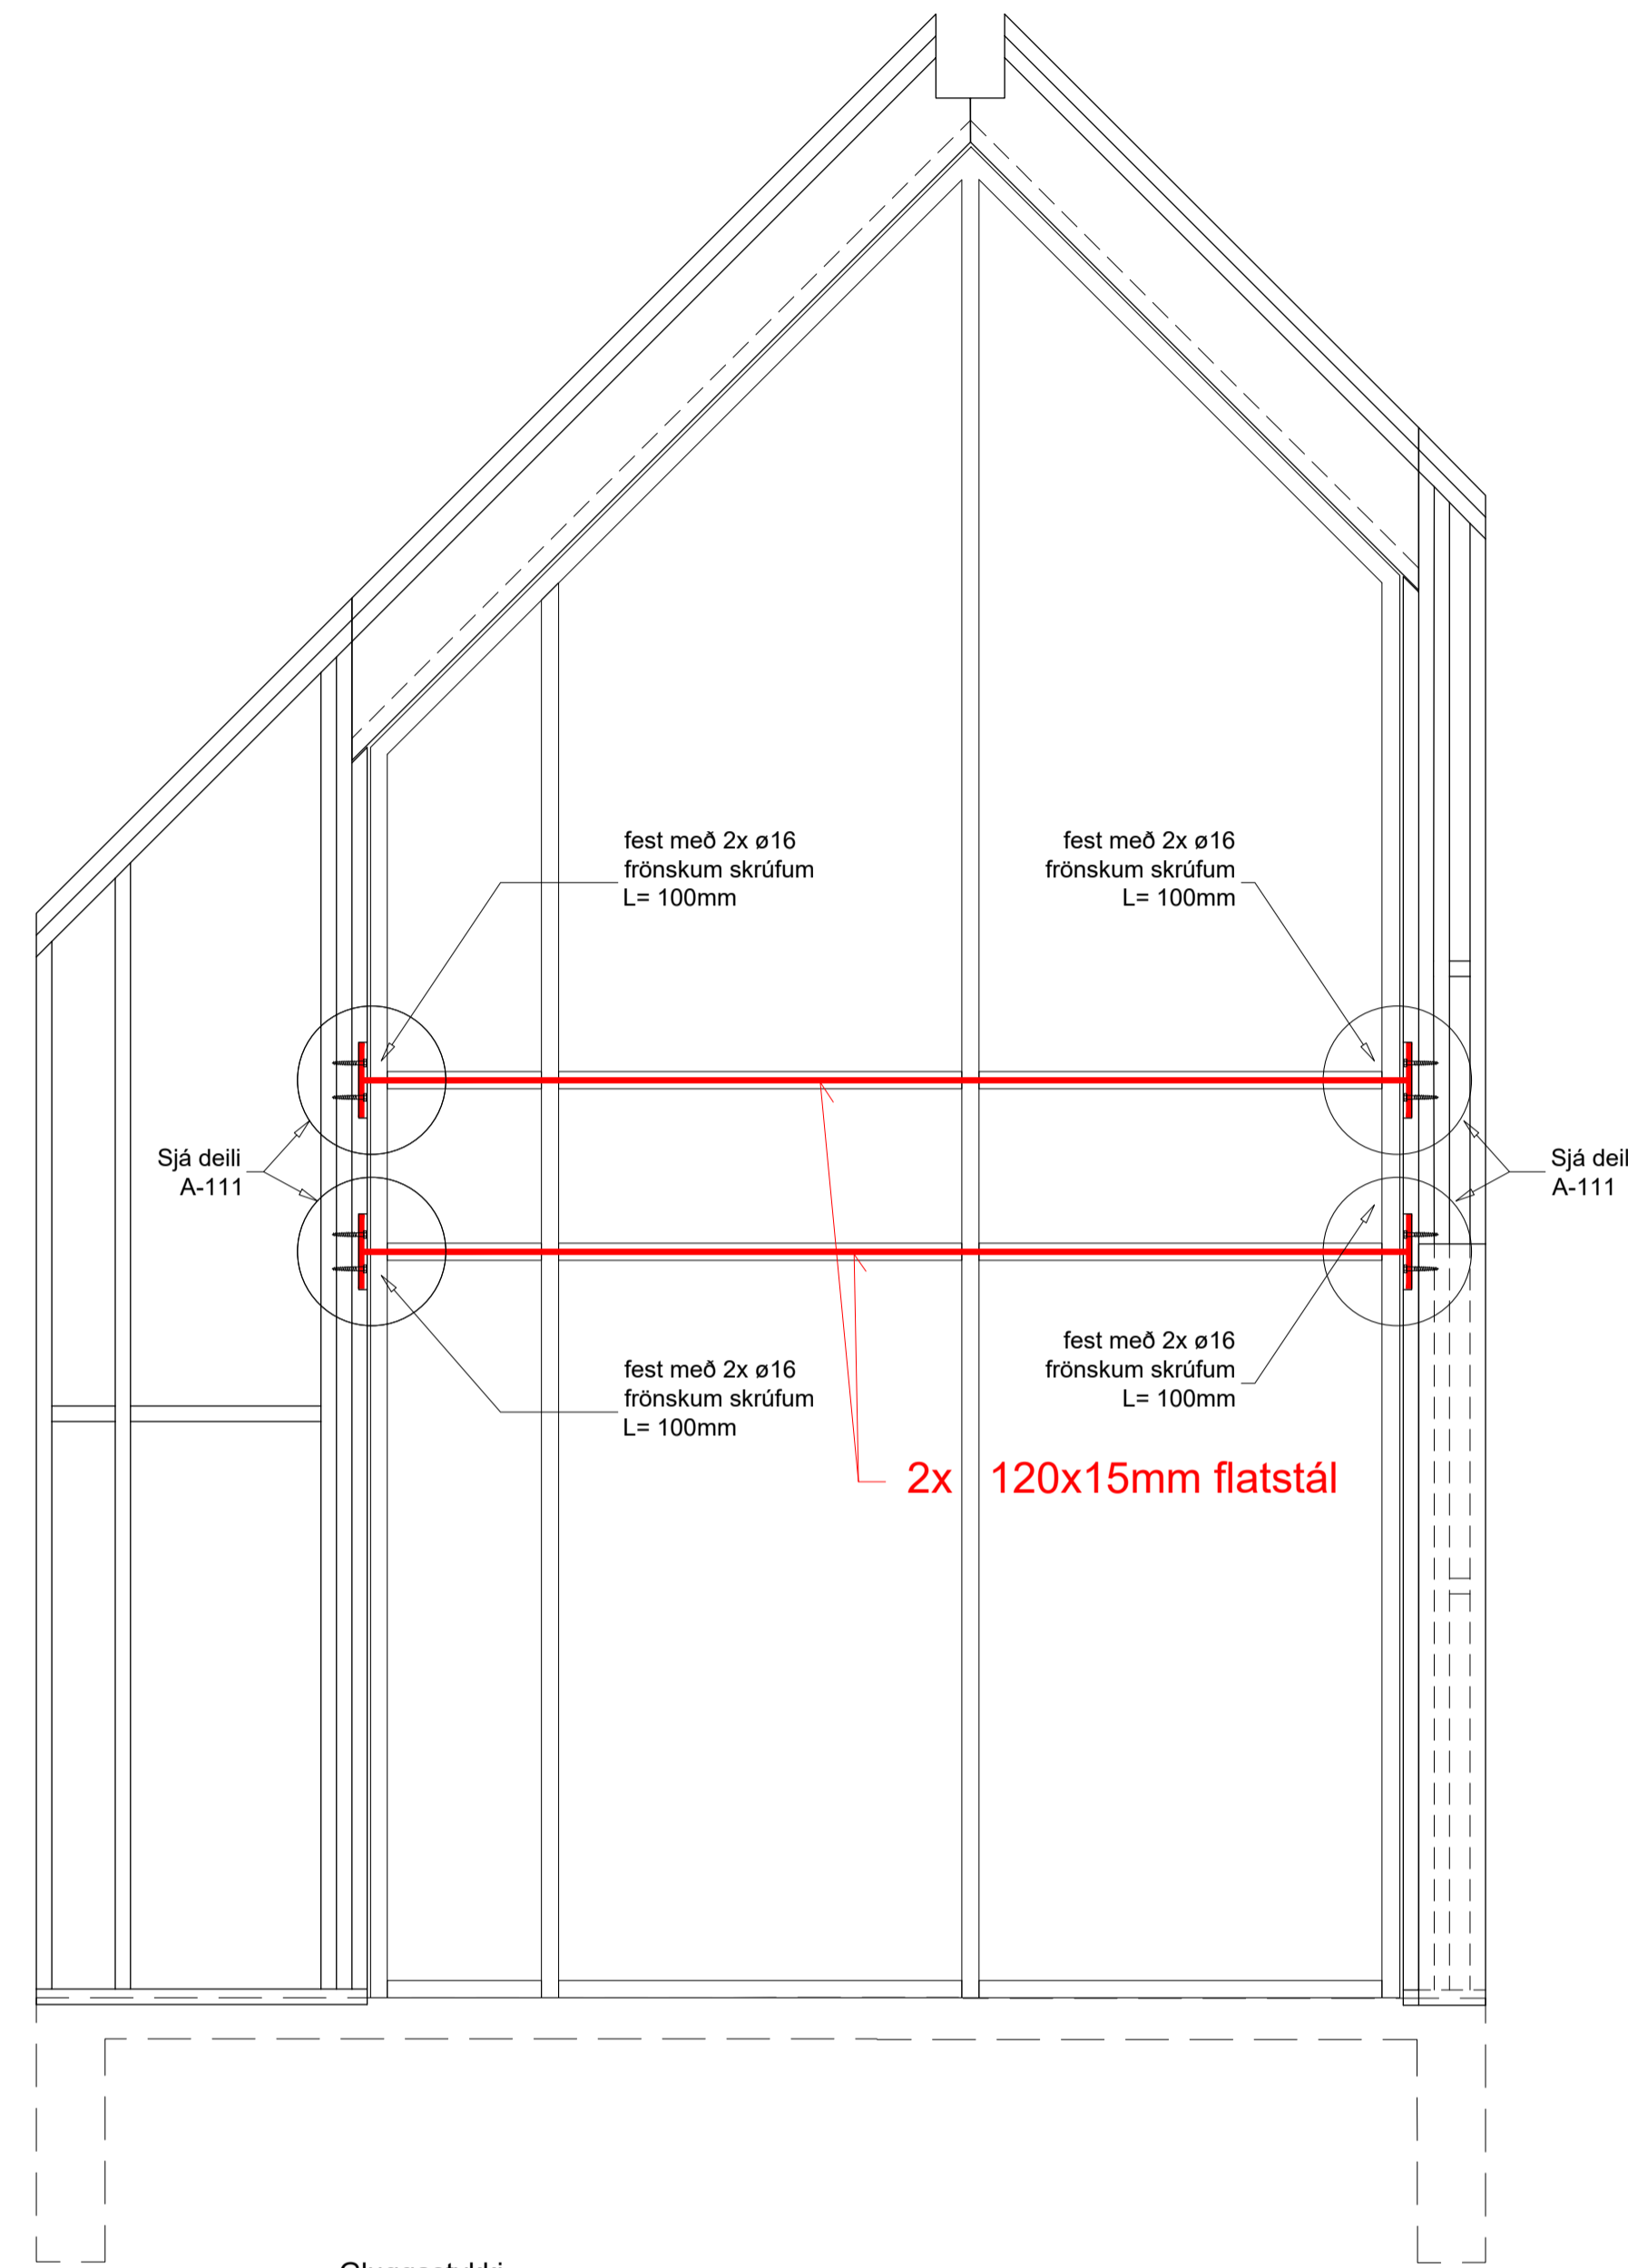 fest með 2x ø16
frönskum skrúfum
L= 100mm
fest með 2x ø16
frönskum skrúfum
L= 100mm
Sjá deili
A-111
Sjá deil
A-111
fest með 2x ø16
frönskum skrúfum
L= 100mm
fest með 2x ø16
frönskum skrúfum
L= 100mm
2x 120x15mm flatstál